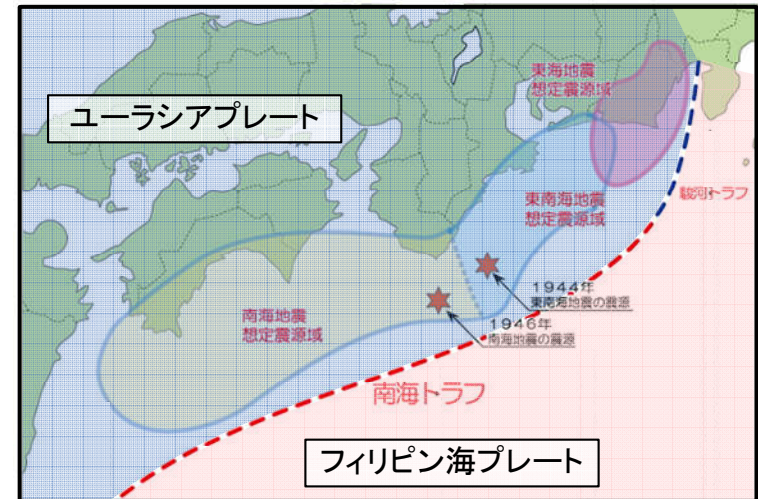 東海地震
想定震源域
ユーラシアプレート
駿河トラフ
東南海地震
想定震源域
1944年
東南海地震の震源
南海地震
想定震源域
1946年
南海地震の震源
南海トラフ
フィリピン海プレート